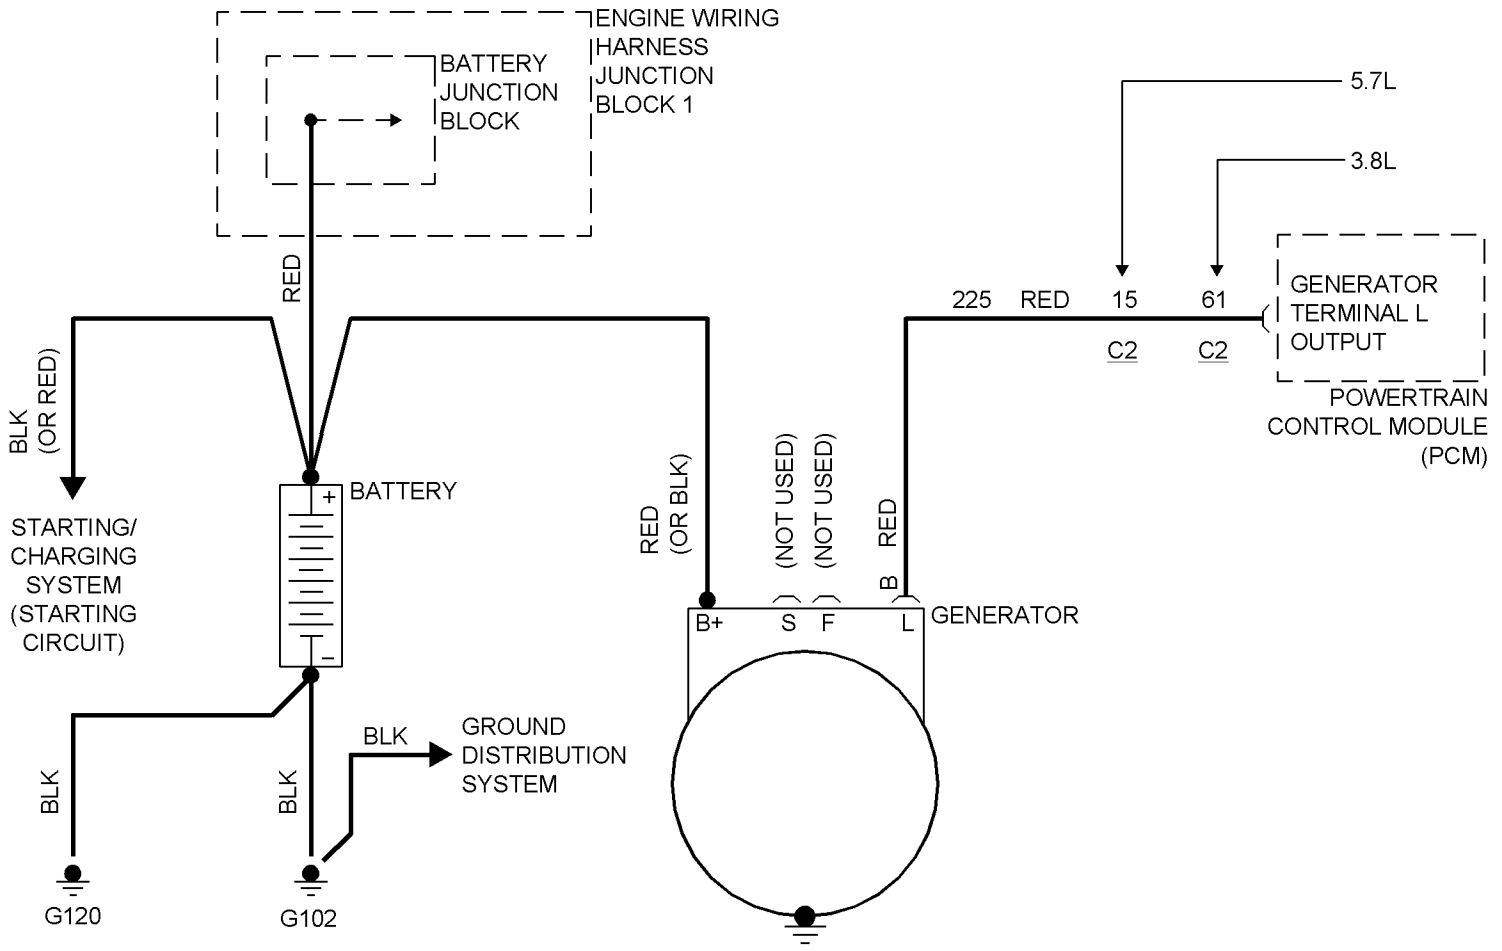 ENGINE WIRING
HARNESS
JUNCTION
BLOCK 1
BATTERY
JUNCTION
BLOCK
5.7L
3.8L
RED
225 RED 15 61
C2 C2
GENERATOR
TERMINAL L
OUTPUT
POWERTRAIN
CONTROL MODULE
(PCM)
BLK
(OR RED)
STARTING/
CHARGING
SYSTEM
(STARTING
CIRCUIT)
+
BATTERY
−
RED
(OR BLK)
(NOT USED)
(NOT USED)
RED
B
B+ S F L
GENERATOR
BLK
BLK
BLK
GROUND
DISTRIBUTION
SYSTEM
G120
G102